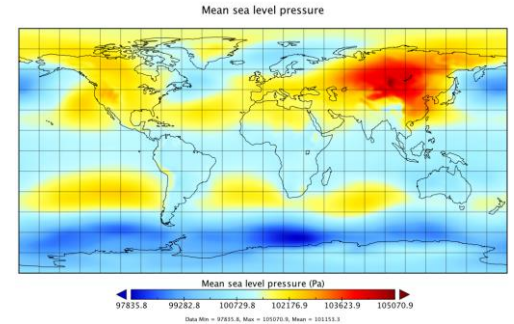 Mean sea level pressure
Mean sea level pressure (Pa)
97835.8 99282.8 100729.8 102176.9 103623.9 105070.9
Data Min = 97835.8, Max = 105070.9, Mean = 101153.3